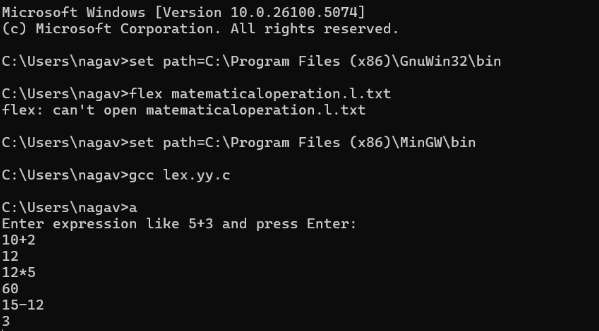 Microsoft Windows [Version 10.0.26100.5074]
(c) Microsoft Corporation. All rights reserved.
C:\Users\nagav>set path=C:\Program Files (x86)\GnuWin32\bin
C:\Users\nagav>flex matematicaloperation.l.txt
flex: can't open matematicaloperation.l.txt
C:\Users\nagav>set path=C:\Program Files (x86)\MinGW\bin
C:\Users\nagav>gcc lex.yy.c
C:\Users\nagav>a
Enter expression like 5+3 and press Enter:
10+2
12
12*5
60
15-12
3